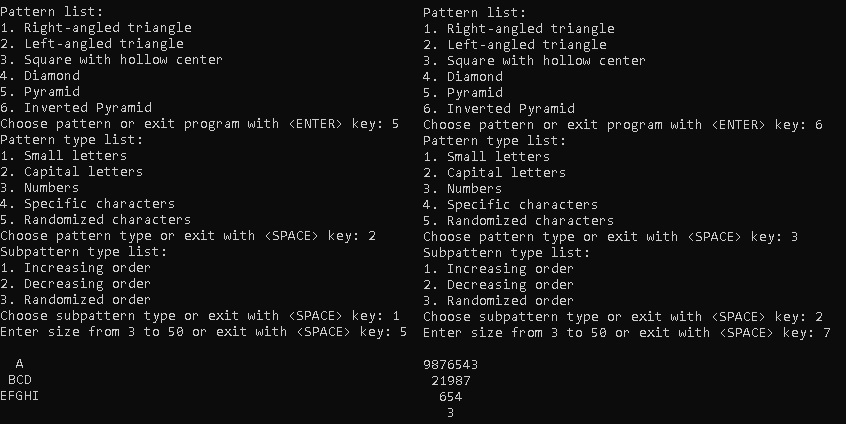 Pattern list:
1. Right-angled triangle
2. Left-angled triangle
3. Square with hollow center
4. Diamond
5. Pyramid
6. Inverted Pyramid
Choose pattern or exit program with <ENTER> key: 5
Pattern type list:
1. Small letters
2. Capital letters
3. Numbers
4. Specific characters
5. Randomized characters
Choose pattern type or exit with <SPACE> key: 2
Subpattern type list:
1. Increasing order
2. Decreasing order
3. Randomized order
Choose subpattern type or exit with <SPACE> key: 1
Enter size from 3 to 50 or exit with <SPACE> key: 5
  A
 BCD
EFGHI
Pattern list:
1. Right-angled triangle
2. Left-angled triangle
3. Square with hollow center
4. Diamond
5. Pyramid
6. Inverted Pyramid
Choose pattern or exit program with <ENTER> key: 6
Pattern type list:
1. Small letters
2. Capital letters
3. Numbers
4. Specific characters
5. Randomized characters
Choose pattern type or exit with <SPACE> key: 3
Subpattern type list:
1. Increasing order
2. Decreasing order
3. Randomized order
Choose subpattern type or exit with <SPACE> key: 2
Enter size from 3 to 50 or exit with <SPACE> key: 7
9876543
 21987
  654
   3